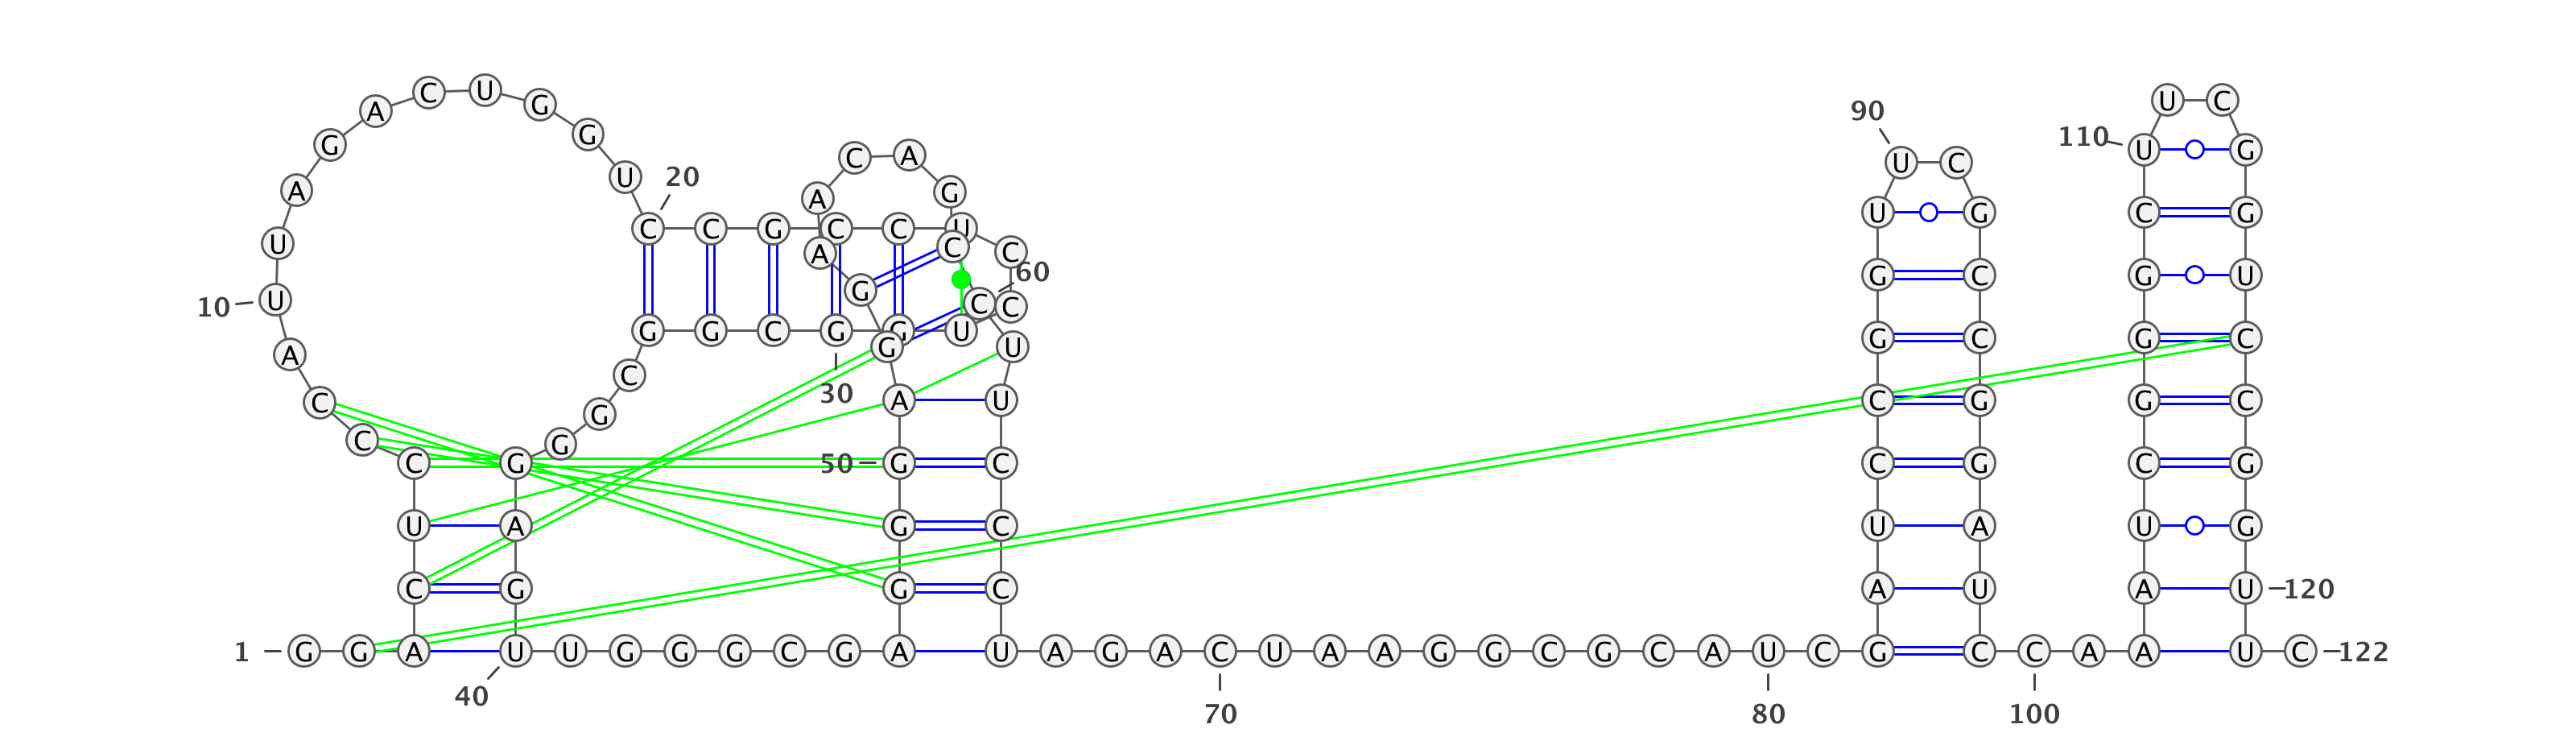 1
G G A C U C C C A U
10
U A G A C U G G U C
20
C G C C U C C U G G
30
C G G C G G G A G U
40
U G G G C G A G G G
50
A G G A A C A G C C
60
U U C C C U A G A C
70
U A A G G C G C A U
80
C G A U C C G G U U
90
C G C C G G A U C C
100
A A A U C G G G C U
110
U C G G U C C G G U
120
U C
122